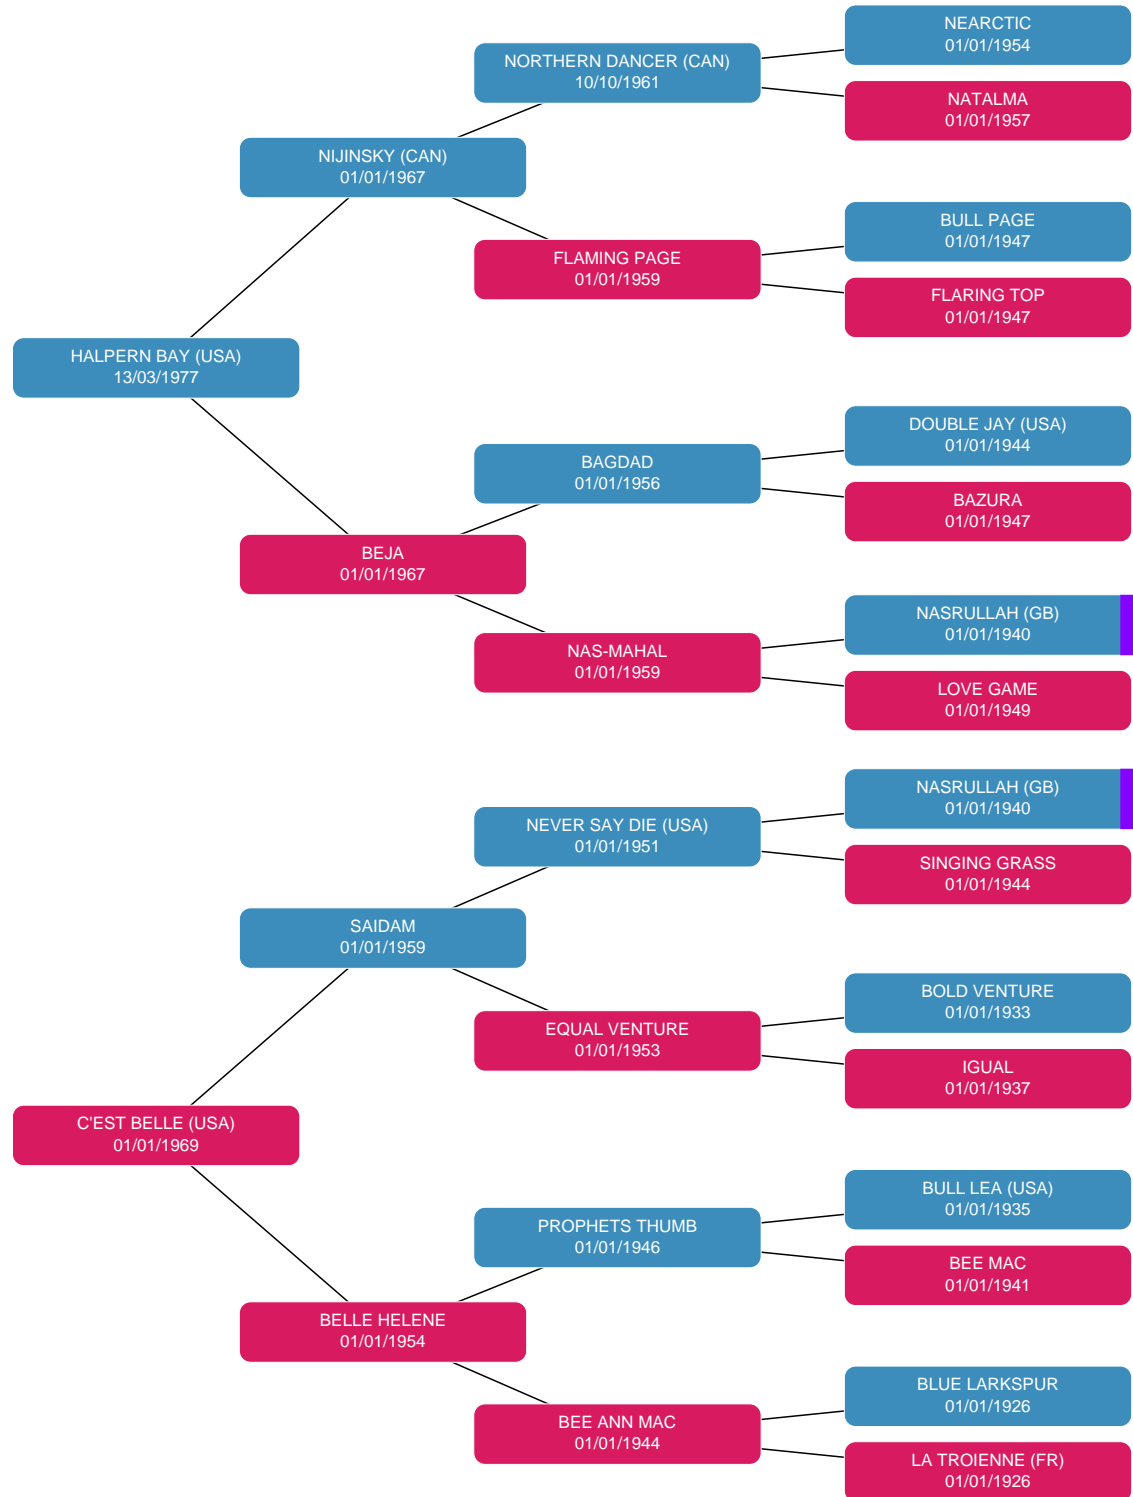 NEARCTIC
01/01/1954
NORTHERN DANCER (CAN)
10/10/1961
NATALMA
01/01/1957
NIJINSKY (CAN)
01/01/1967
BULL PAGE
01/01/1947
FLAMING PAGE
01/01/1959
FLARING TOP
01/01/1947
HALPERN BAY (USA)
13/03/1977
DOUBLE JAY (USA)
01/01/1944
BAGDAD
01/01/1956
BAZURA
01/01/1947
BEJA
01/01/1967
NASRULLAH (GB)
01/01/1940
NAS-MAHAL
01/01/1959
LOVE GAME
01/01/1949
NASRULLAH (GB)
01/01/1940
NEVER SAY DIE (USA)
01/01/1951
SINGING GRASS
01/01/1944
SAIDAM
01/01/1959
BOLD VENTURE
01/01/1933
EQUAL VENTURE
01/01/1953
IGUAL
01/01/1937
C'EST BELLE (USA)
01/01/1969
BULL LEA (USA)
01/01/1935
PROPHETS THUMB
01/01/1946
BEE MAC
01/01/1941
BELLE HELENE
01/01/1954
BLUE LARKSPUR
01/01/1926
BEE ANN MAC
01/01/1944
LA TROIENNE (FR)
01/01/1926